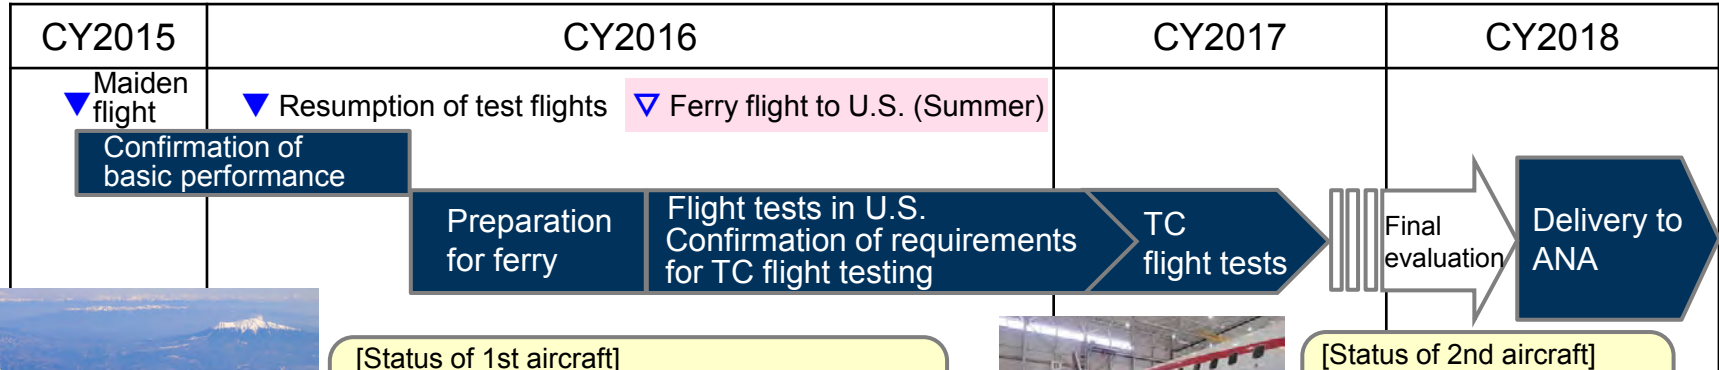 CY2015
CY2016
CY2017
CY2018
Maiden
flight
Resumption of test flights
Ferry flight to U.S. (Summer)
Confirmation of
basic performance
Preparation
for ferry
Flight tests in U.S.
Confirmation of requirements
for TC flight testing
TC
flight tests
Final
evaluation
Delivery to
ANA
[Status of 1st aircraft]
[Status of 2nd aircraft]